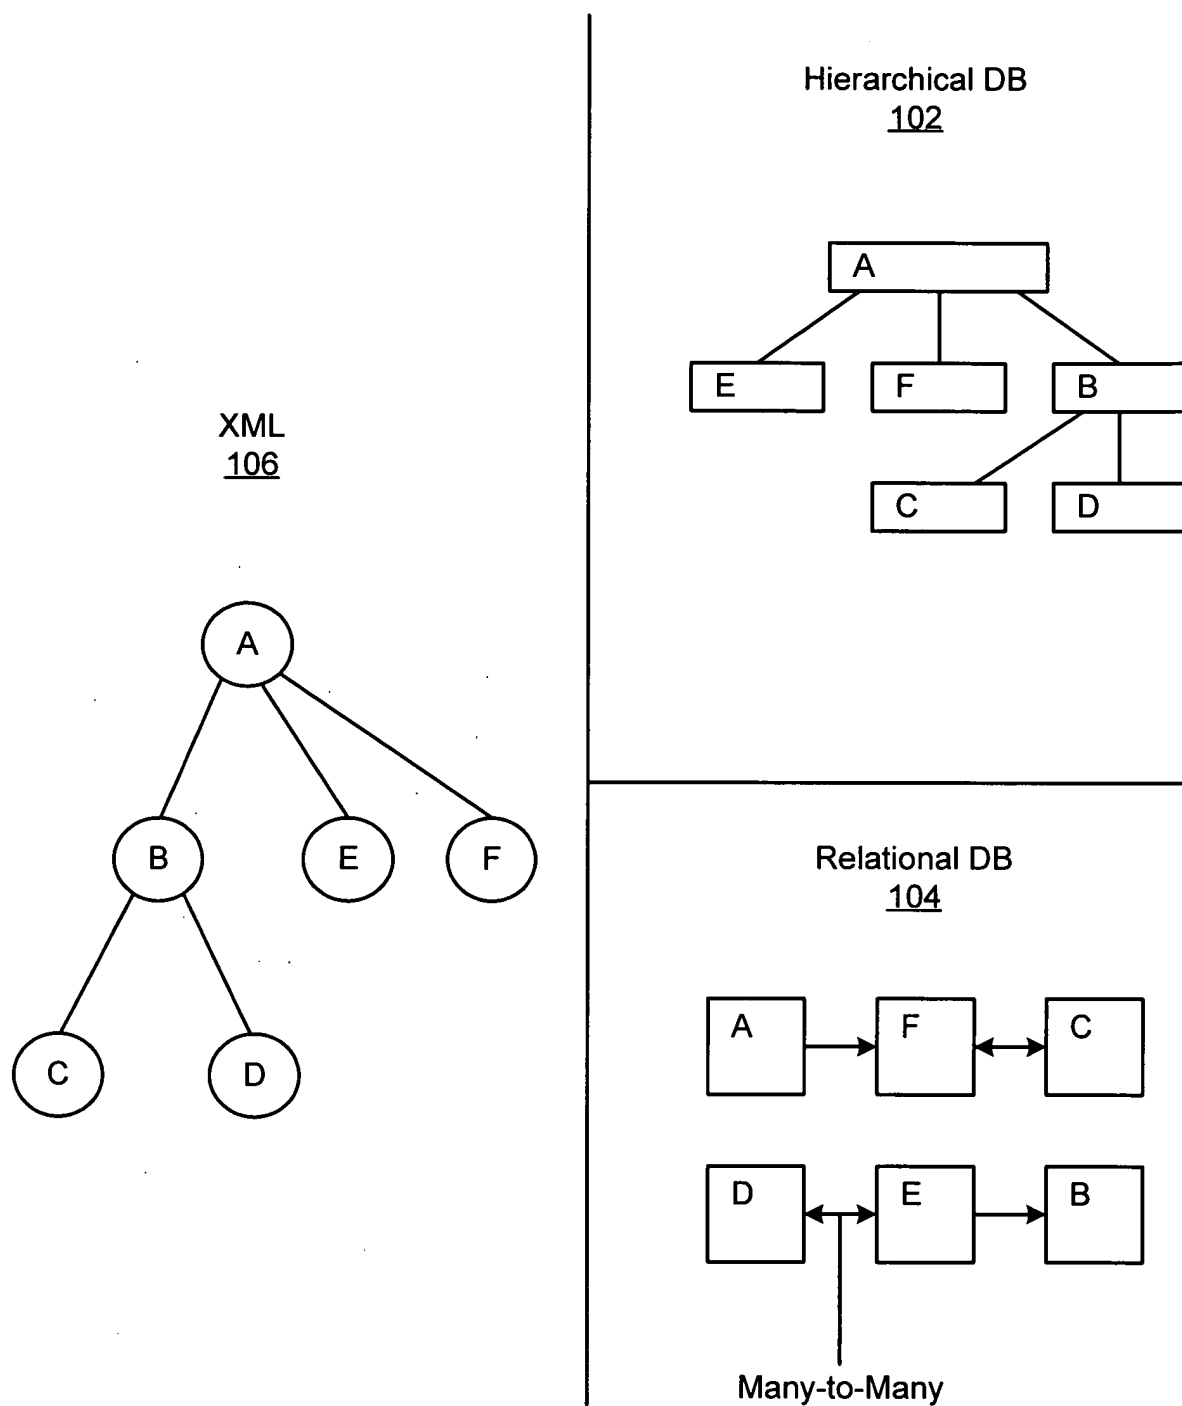 XML
106
A
B
E
F
C
D
Hierarchical DB
102
A
E
F
B
C
D
Relational DB
104
A
F
C
D
E
B
Many-to-Many